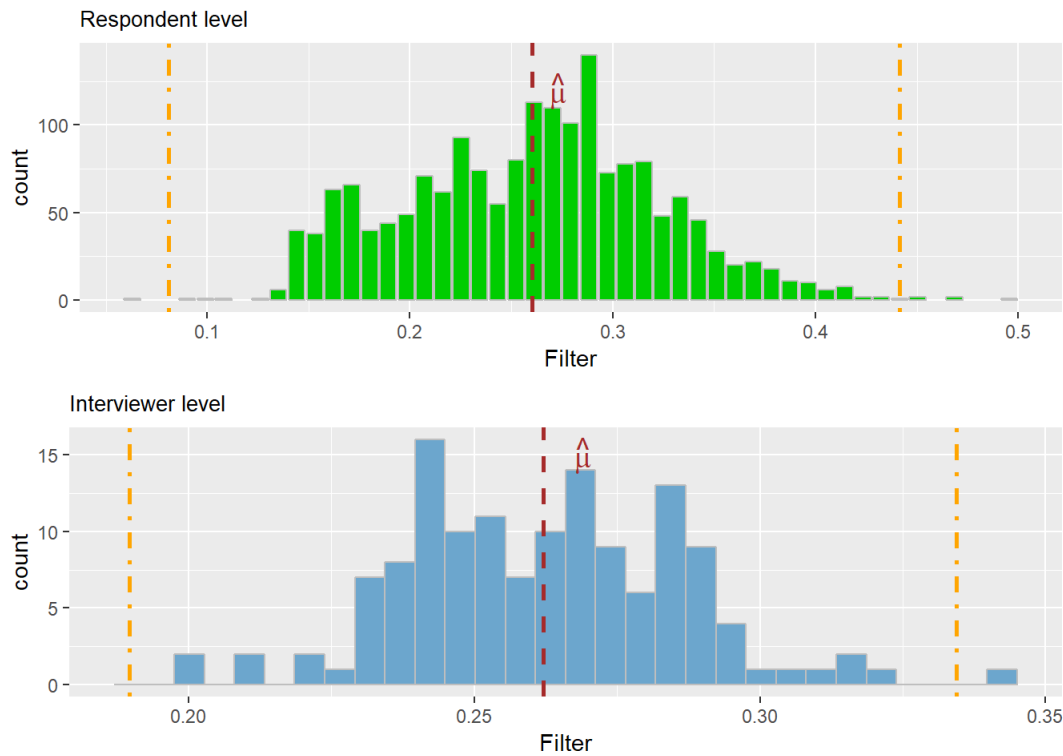 Respondent level
μ̂
count
100
50
0
0.1 0.2 0.3 0.4 0.5
Filter
Interviewer level
μ̂
count
15
10
5
0
0.20 0.25 0.30 0.35
Filter